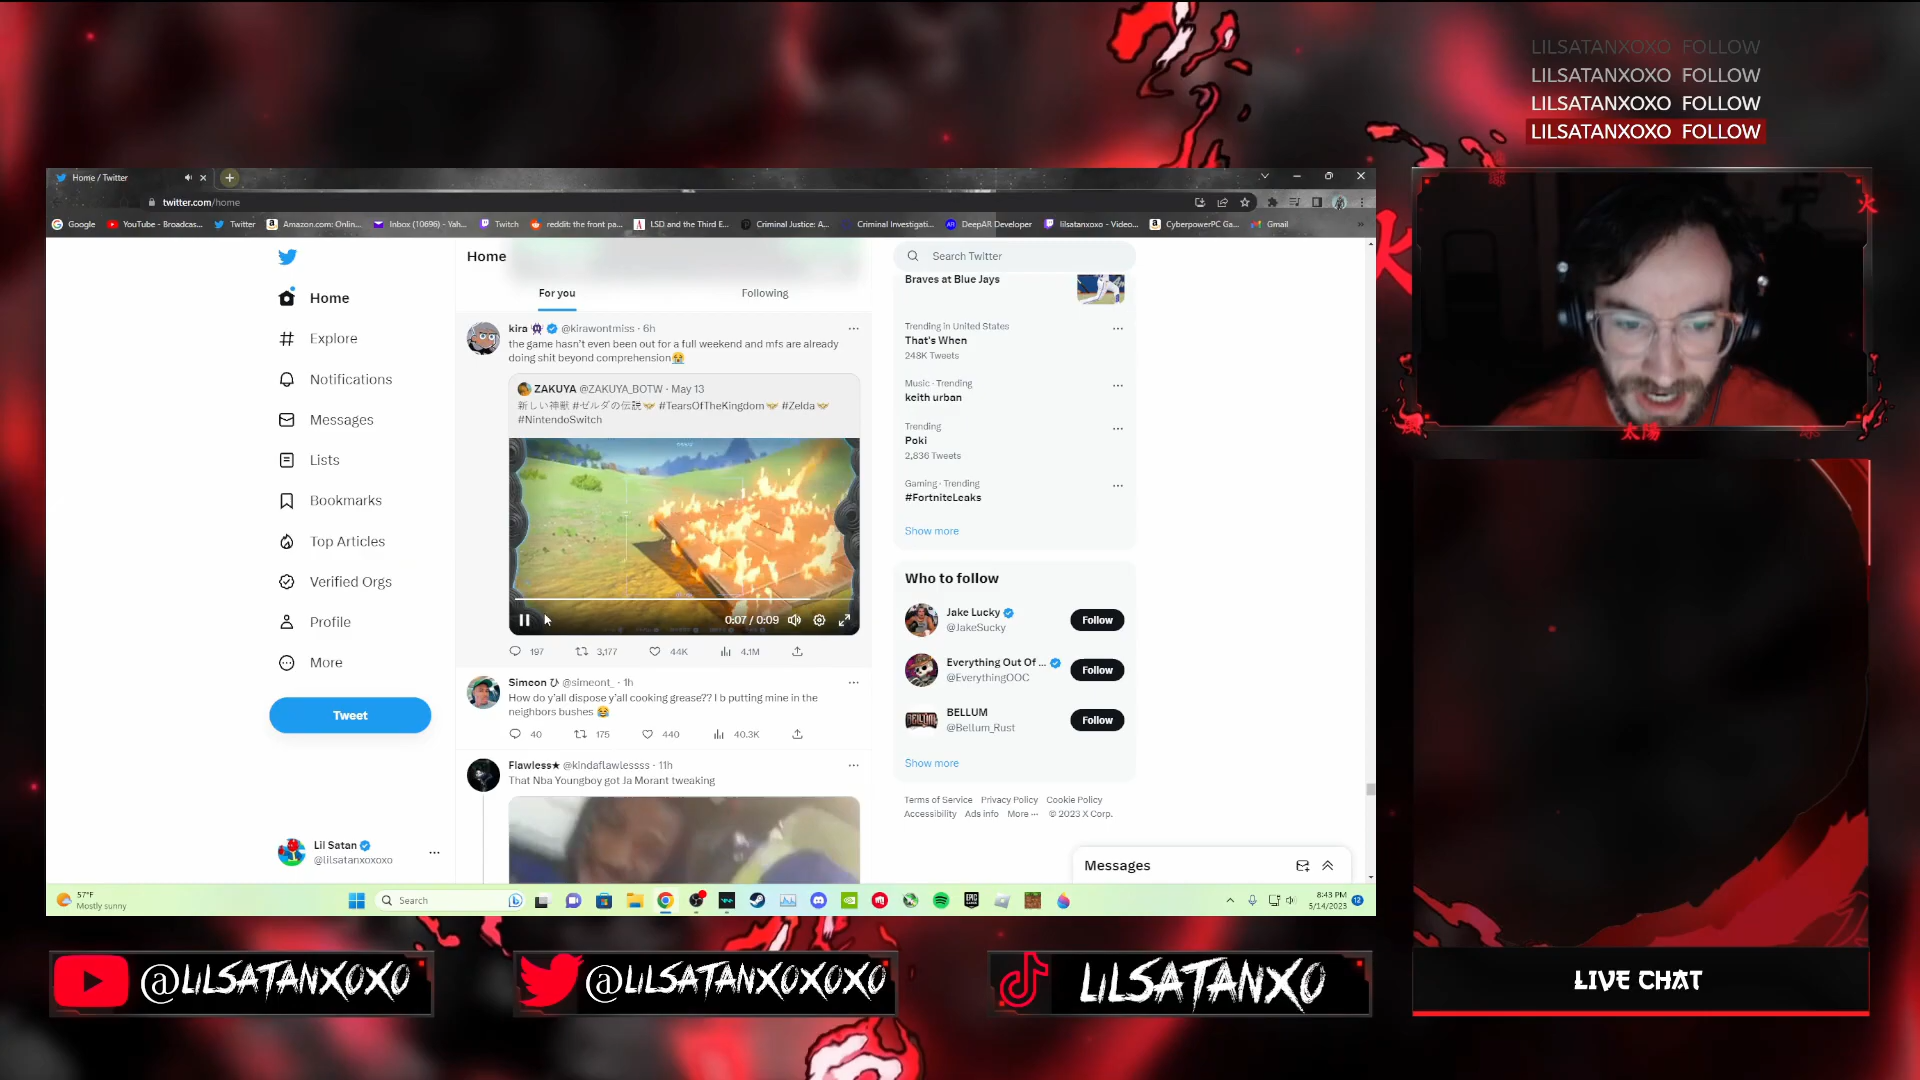 LILSATANXOXO FOLLOW
LILSATANXOXO FOLLOW
LILSATANXOXO FOLLOW
LILSATANXOXO FOLLOW
Home / Twitter
twitter.com/home
Google
YouTube - Broadcas...
Twitter
Amazon.com: Onlin...
Inbox (10696) - Yah...
Twitch
reddit: the front pa...
LSD and the Third E...
Criminal Justice: A...
Criminal Investigati...
DeepAR Developer
lilsatanxoxo - Video...
CyberpowerPC Ga...
Gmail
Home
Explore
Notifications
Messages
Lists
Bookmarks
Top Articles
Verified Orgs
Profile
More
Tweet
Lil Satan
@lilsatanxoxoxo
Home
For you
Following
kira @kirawontmiss · 6h
the game hasn't even been out for a full weekend and mfs are already
doing shit beyond comprehension😭
ZAKUYA @ZAKUYA_BOTW · May 13
新しい神獣 #ゼルダの伝説 #TearsOfTheKingdom #Zelda
#NintendoSwitch
0:07 / 0:09
197 3,177 44K 4.1M
Simeon ひ @simeont_ · 1h
How do y'all dispose y'all cooking grease?? I b putting mine in the
neighbors bushes 😂
40 175 440 40.3K
Flawless★ @kindaflawlessss · 11h
That Nba Youngboy got Ja Morant tweaking
Search Twitter
Braves at Blue Jays
Trending in United States
That's When
248K Tweets
Music · Trending
keith urban
Trending
Poki
2,836 Tweets
Gaming · Trending
#FortniteLeaks
Show more
Who to follow
Jake Lucky
@JakeSucky
Follow
Everything Out Of ...
@EverythingOOC
Follow
BELLUM
@Bellum_Rust
Follow
Show more
Terms of Service Privacy Policy Cookie Policy
Accessibility Ads info More ··· © 2023 X Corp.
Messages
57°F
Mostly sunny
Search
8:43 PM
5/14/2023
12
太陽
火
@LILSATANXOXO
@LILSATANXOXOXO
LILSATANXO
LIVE CHAT